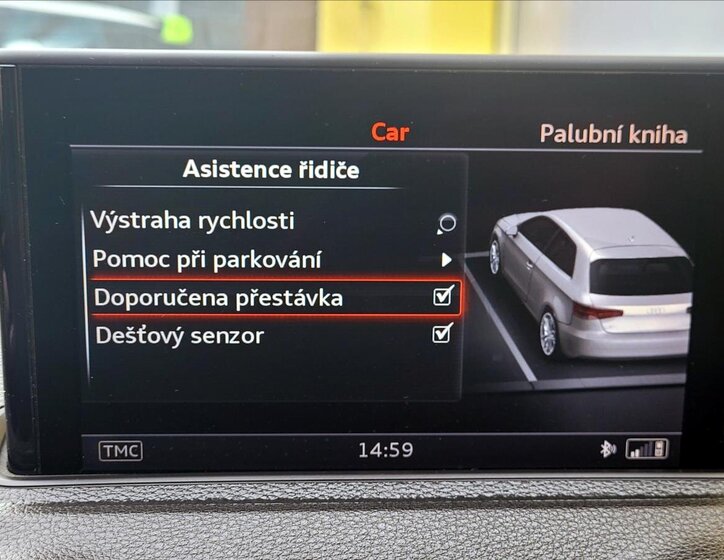 Car
Palubní kniha
Asistence řidiče
Výstraha rychlosti
Pomoc při parkování
Doporučena přestávka
Dešťový senzor
TMC
14:59